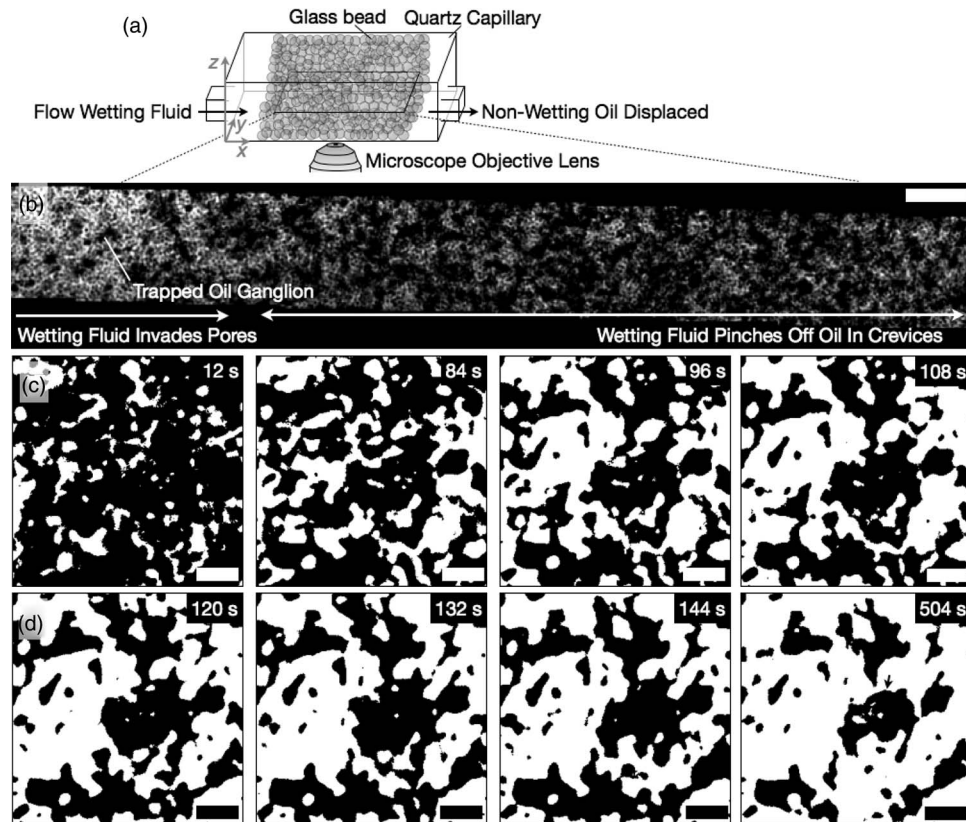 (a)
Glass bead
Quartz Capillary
z
y
x
Flow Wetting Fluid
Non-Wetting Oil Displaced
Microscope Objective Lens
(b)
Trapped Oil Ganglion
Wetting Fluid Invades Pores
Wetting Fluid Pinches Off Oil In Crevices
(c)
12 s
84 s
96 s
108 s
(d)
120 s
132 s
144 s
504 s